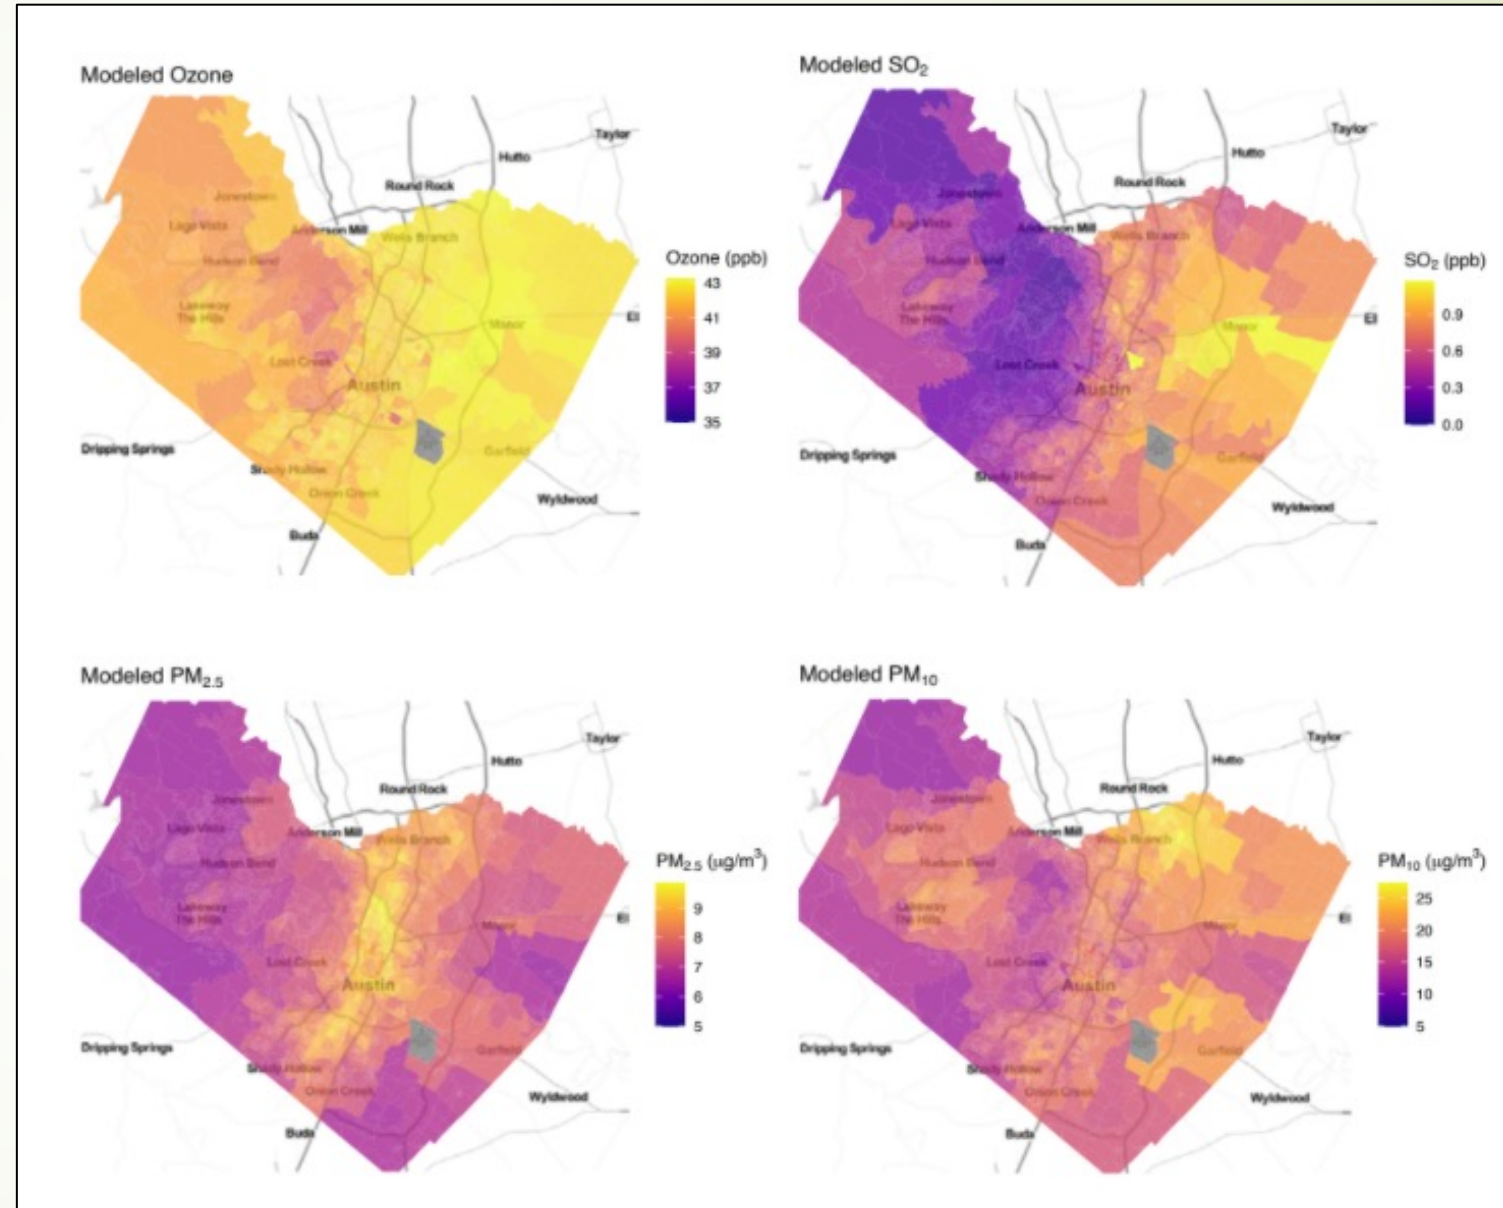 Modeled Ozone
Taylor
Hutto
Round Rock
Jonestown
Lago Vista
Anderson Mill
Wells Branch
Hudson Bend
Lakeway
The Hills
Manor
El
Lost Creek
Austin
Dripping Springs
Garfield
Shady Hollow
Onion Creek
Wyldwood
Buda
Ozone (ppb)
43
41
39
37
35
Modeled SO₂
Taylor
Hutto
Round Rock
Jonestown
Lago Vista
Anderson Mill
Wells Branch
Hudson Bend
Lakeway
The Hills
Manor
El
Lost Creek
Austin
Dripping Springs
Garfield
Shady Hollow
Onion Creek
Wyldwood
Buda
SO₂ (ppb)
0.9
0.6
0.3
0.0
Modeled PM₂.₅
Taylor
Hutto
Round Rock
Jonestown
Lago Vista
Anderson Mill
Wells Branch
Hudson Bend
Lakeway
The Hills
Manor
El
Lost Creek
Austin
Dripping Springs
Garfield
Shady Hollow
Onion Creek
Wyldwood
Buda
PM₂.₅ (μg/m³)
9
8
7
6
5
Modeled PM₁₀
Taylor
Hutto
Round Rock
Jonestown
Lago Vista
Anderson Mill
Wells Branch
Hudson Bend
Lakeway
The Hills
Manor
El
Lost Creek
Austin
Dripping Springs
Garfield
Shady Hollow
Onion Creek
Wyldwood
Buda
PM₁₀ (μg/m³)
25
20
15
10
5